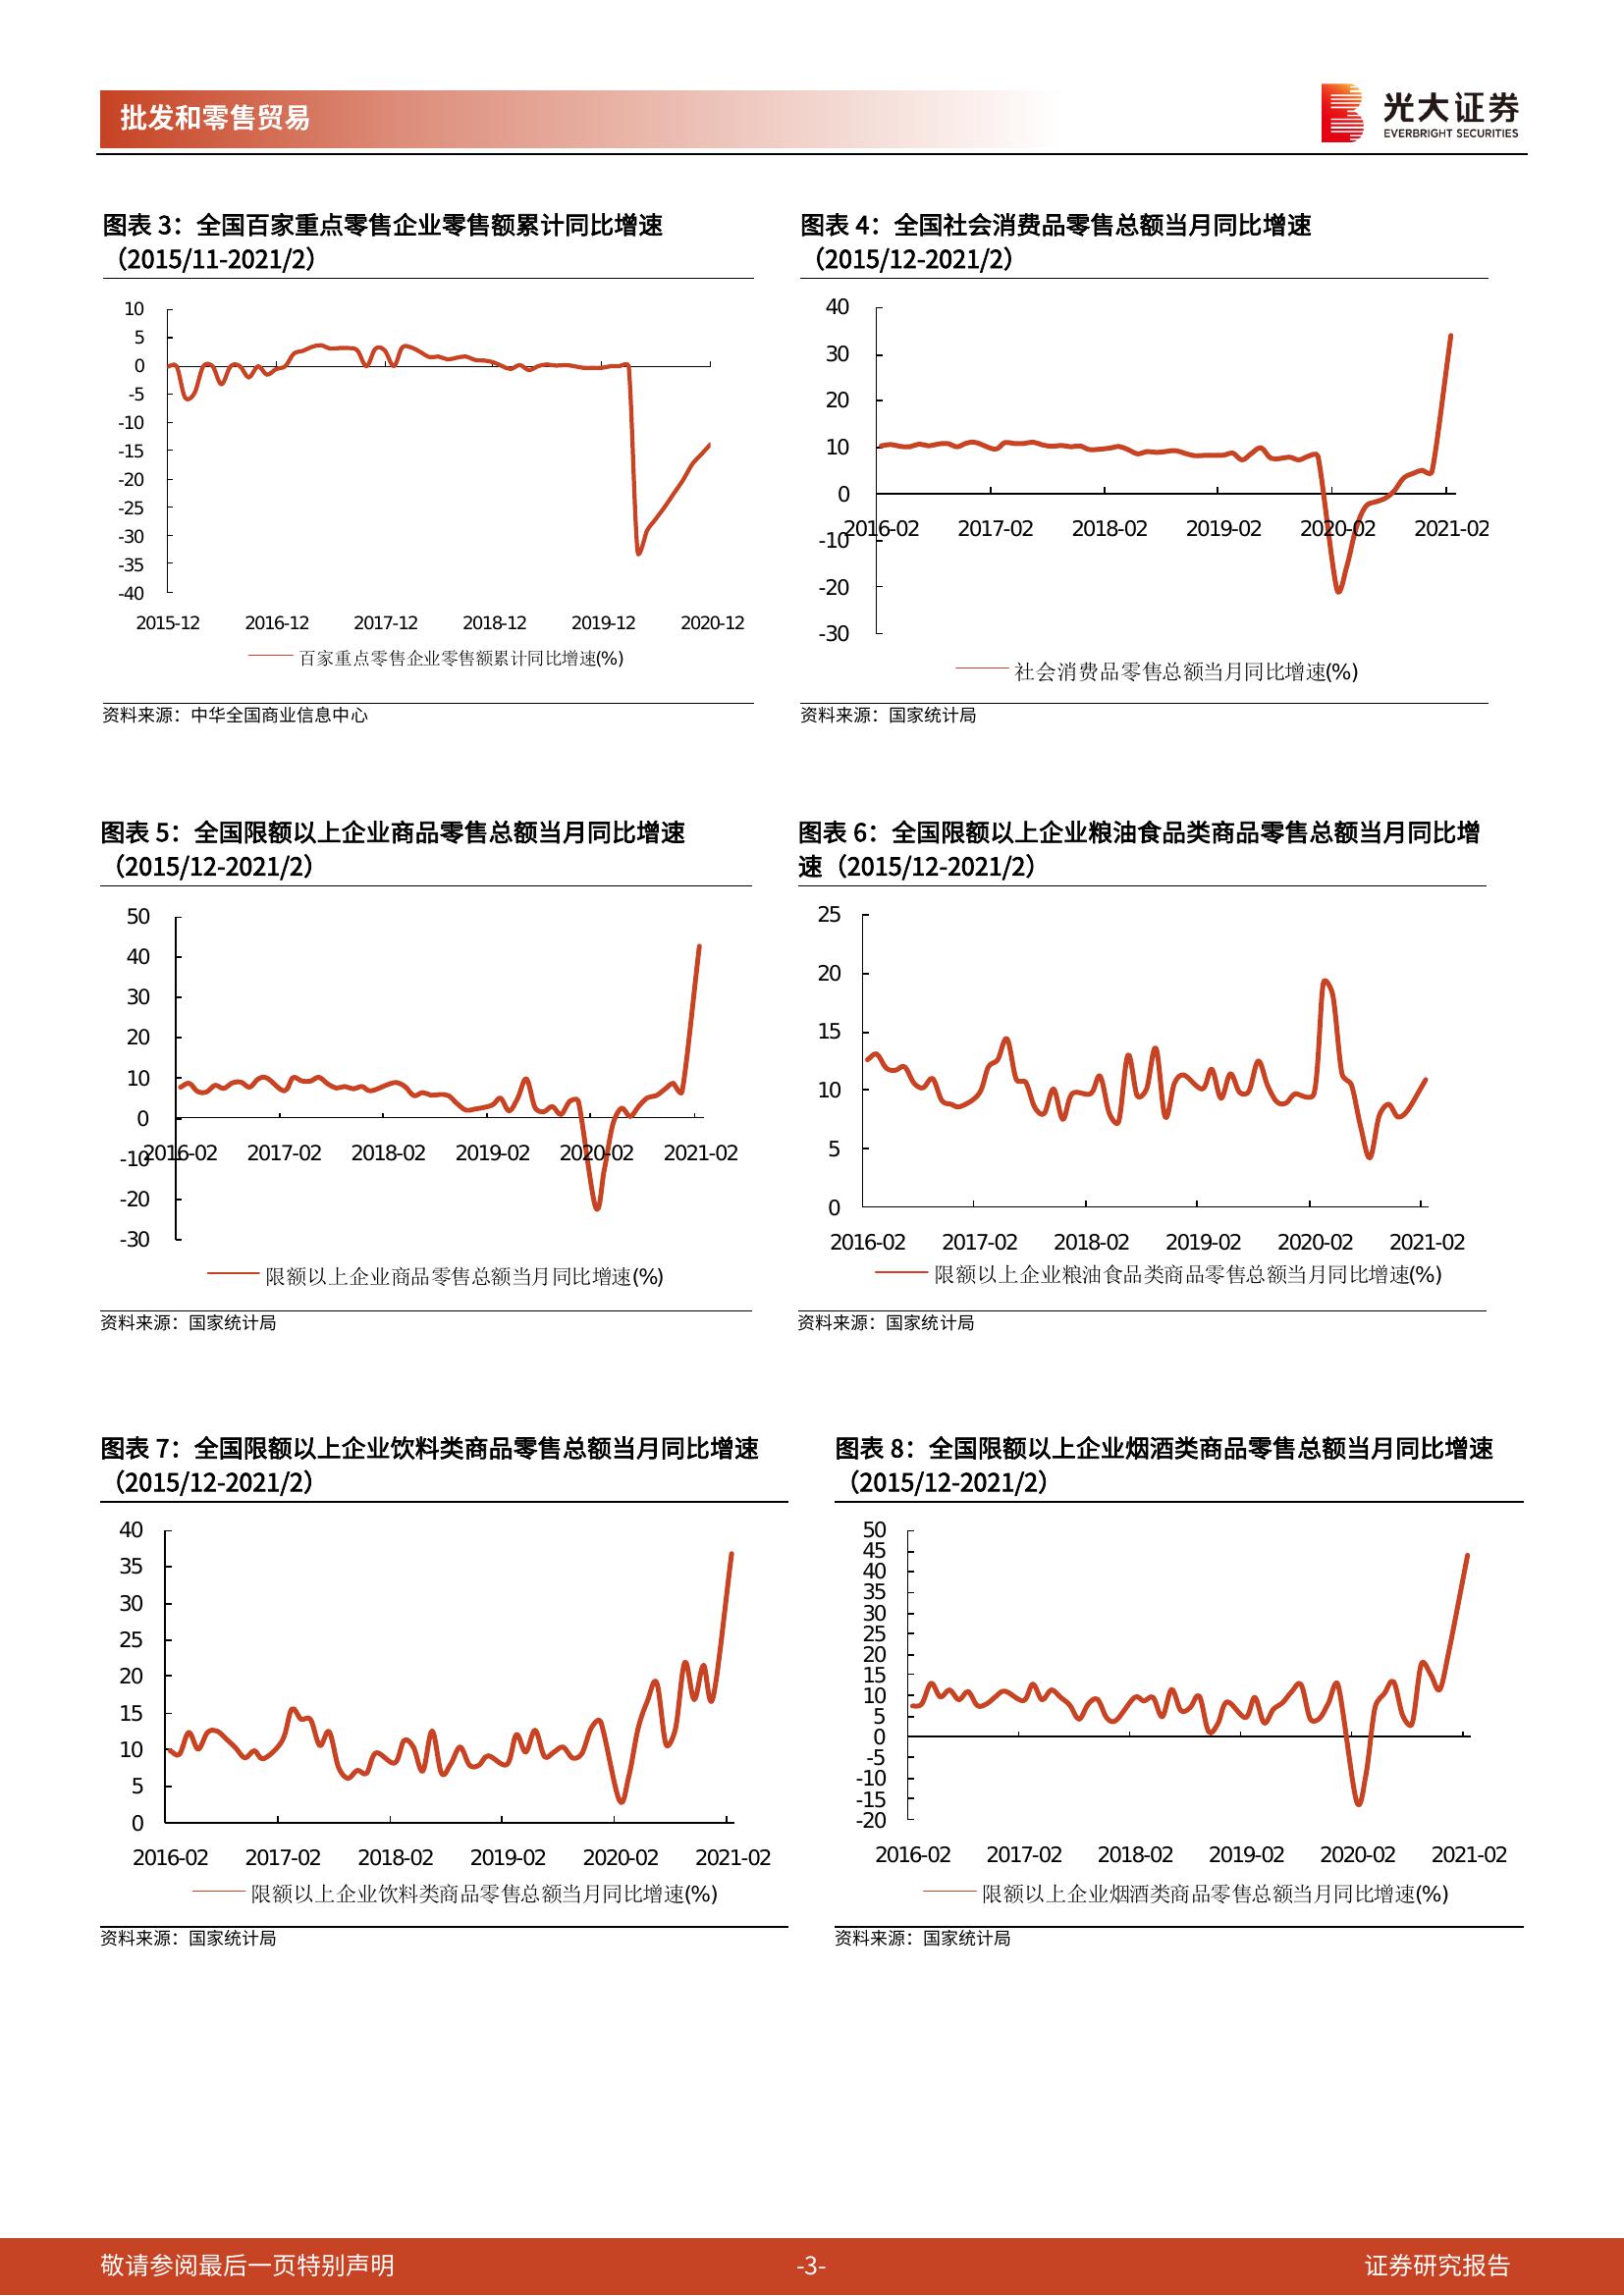 批发和零售贸易
光大证券
EVERBRIGHT SECURITIES
图表 3：全国百家重点零售企业零售额累计同比增速
（2015/11-2021/2）
10
5
0
-5
-10
-15
-20
-25
-30
-35
-40
2015-12 2016-12 2017-12 2018-12 2019-12 2020-12
百家重点零售企业零售额累计同比增速(%)
资料来源：中华全国商业信息中心
图表 4：全国社会消费品零售总额当月同比增速
（2015/12-2021/2）
40
30
20
10
0
-10
-20
-30
2016-02 2017-02 2018-02 2019-02 2020-02 2021-02
社会消费品零售总额当月同比增速(%)
资料来源：国家统计局
图表 5：全国限额以上企业商品零售总额当月同比增速
（2015/12-2021/2）
50
40
30
20
10
0
-10
-20
-30
2016-02 2017-02 2018-02 2019-02 2020-02 2021-02
限额以上企业商品零售总额当月同比增速(%)
资料来源：国家统计局
图表 6：全国限额以上企业粮油食品类商品零售总额当月同比增
速（2015/12-2021/2）
25
20
15
10
5
0
2016-02 2017-02 2018-02 2019-02 2020-02 2021-02
限额以上企业粮油食品类商品零售总额当月同比增速(%)
资料来源：国家统计局
图表 7：全国限额以上企业饮料类商品零售总额当月同比增速
（2015/12-2021/2）
40
35
30
25
20
15
10
5
0
2016-02 2017-02 2018-02 2019-02 2020-02 2021-02
限额以上企业饮料类商品零售总额当月同比增速(%)
资料来源：国家统计局
图表 8：全国限额以上企业烟酒类商品零售总额当月同比增速
（2015/12-2021/2）
50
45
40
35
30
25
20
15
10
5
0
-5
-10
-15
-20
2016-02 2017-02 2018-02 2019-02 2020-02 2021-02
限额以上企业烟酒类商品零售总额当月同比增速(%)
资料来源：国家统计局
敬请参阅最后一页特别声明 -3- 证券研究报告